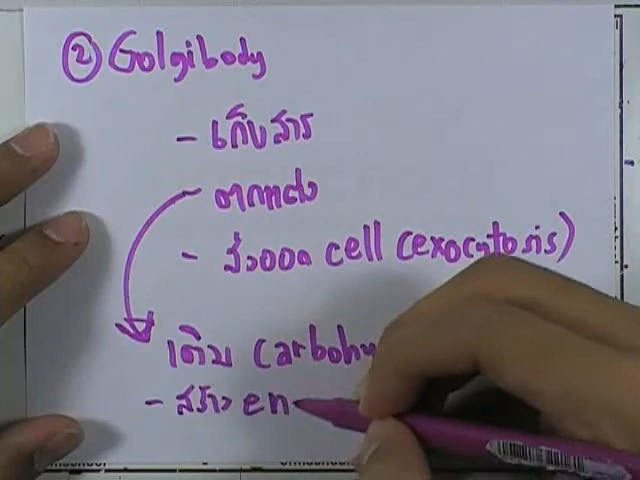 ② Golgibody
- เก็บสาร
- ตกแต่ง
- ส่งออก cell (exocytosis)
เติม Carbohy
- สร้าง en